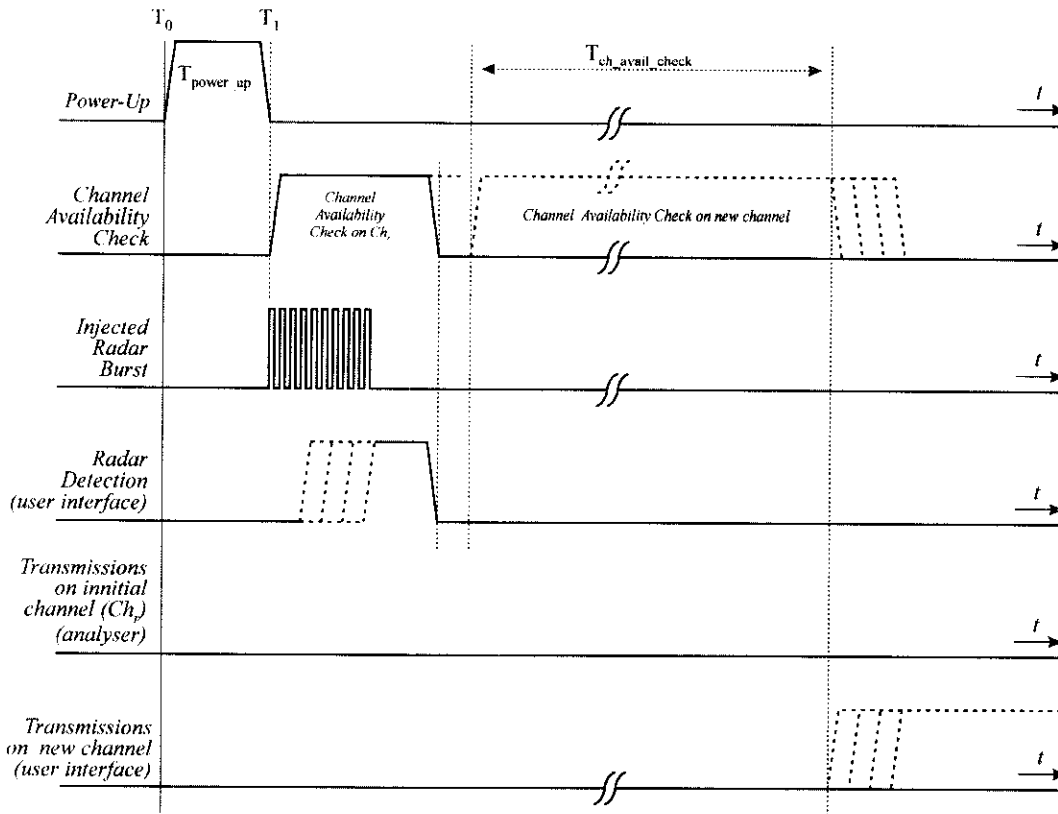 T0 T1
Tpower_up
Tch_avail_check
Power-Up
t
Channel
Availability
Check
Channel
Availability
Check on Chr
Channel Availability Check on new channel
t
Injected
Radar
Burst
t
Radar
Detection
(user interface)
t
Transmissions
on innitial
channel (Chr)
(analyser)
t
Transmissions
on new channel
(user interface)
t